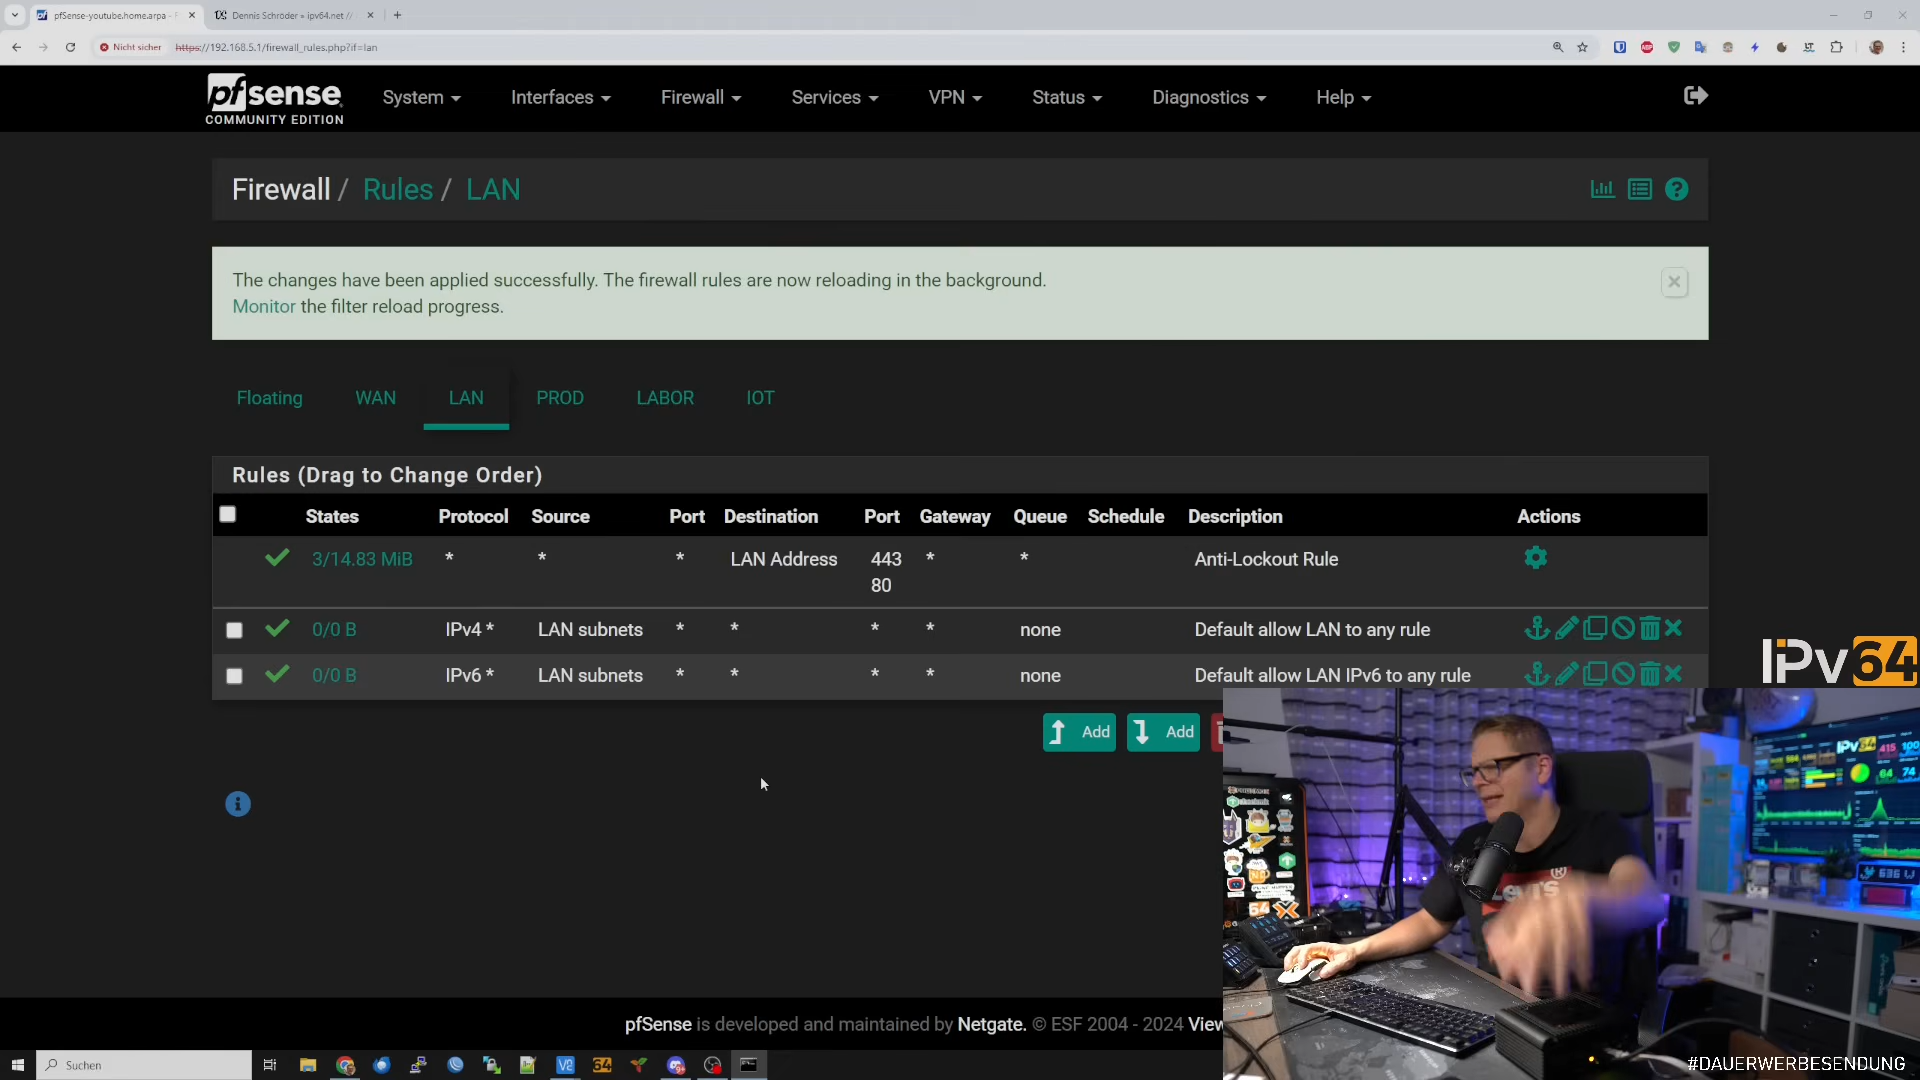 pfSense-youtube.home.arpa - F
Dennis Schröder » ipv64.net //
Nicht sicher
https://192.168.5.1/firewall_rules.php?if=lan
pfsense
COMMUNITY EDITION
System
Interfaces
Firewall
Services
VPN
Status
Diagnostics
Help
Firewall / Rules / LAN
The changes have been applied successfully. The firewall rules are now reloading in the background.
Monitor the filter reload progress.
Floating
WAN
LAN
PROD
LABOR
IOT
Rules (Drag to Change Order)
States Protocol Source Port Destination Port Gateway Queue Schedule Description Actions
3/14.83 MiB * * * LAN Address 443 * * Anti-Lockout Rule
80
0/0 B IPv4 * LAN subnets * * * * none Default allow LAN to any rule
0/0 B IPv6 * LAN subnets * * * * none Default allow LAN IPv6 to any rule
Add
Add
IPv64
pfSense is developed and maintained by Netgate. © ESF 2004 - 2024 View
IPv64
415
Levi's
636 W
Suchen
#DAUERWERBESENDUNG